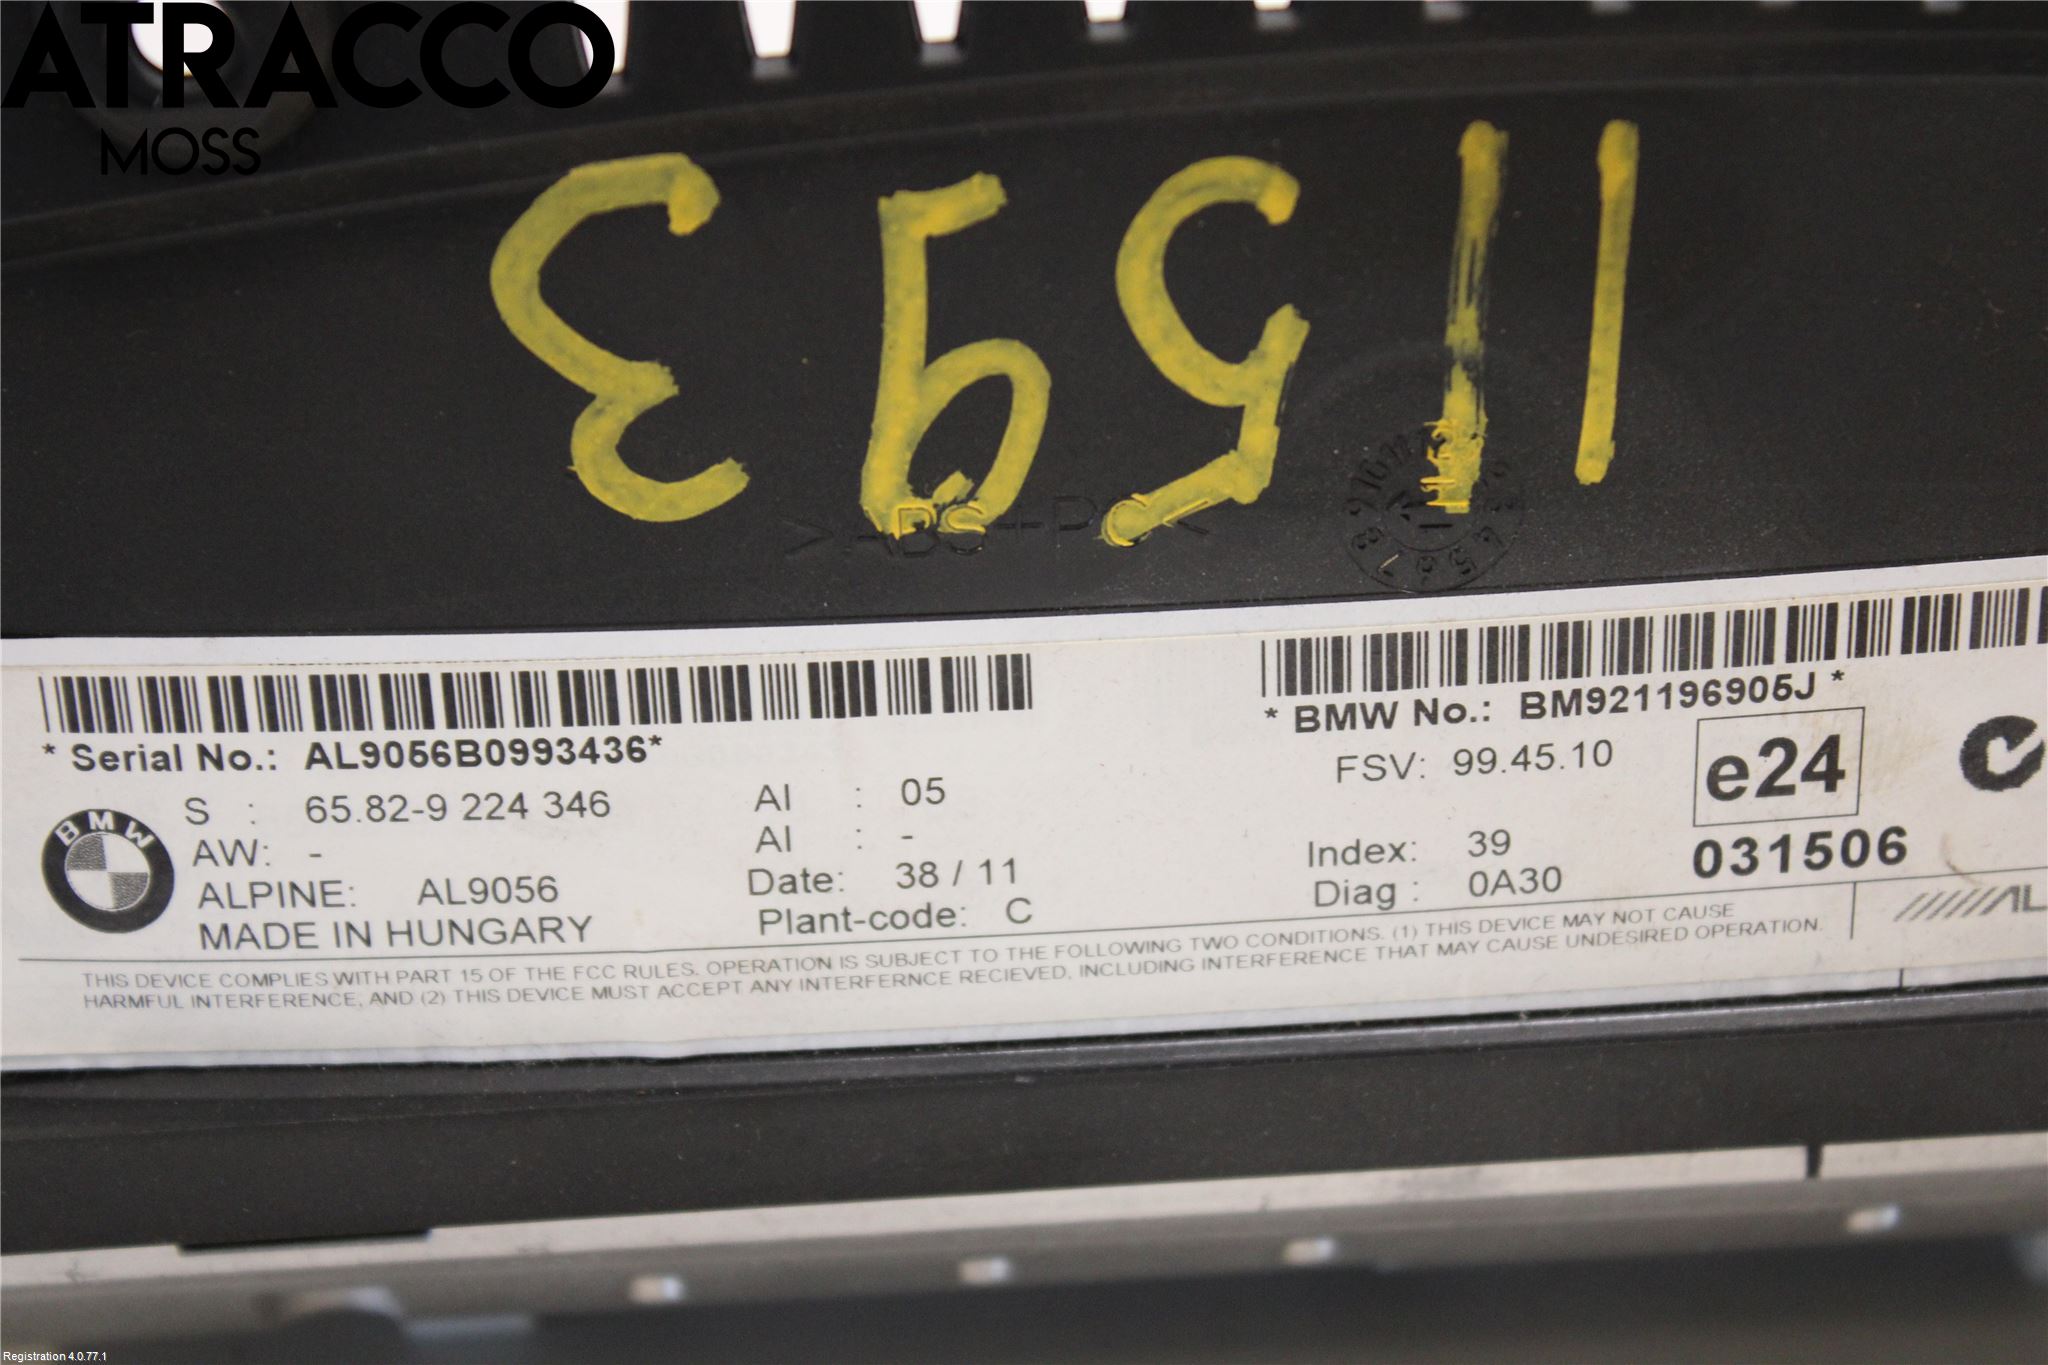 ATRACCO
MOSS
11593
>ABS+PC<
* Serial No.: AL9056B0993436*
* BMW No.: BM921196905J *
BMW
S : 65.82-9 224 346
AI : 05
FSV: 99.45.10
e24
AW: -
AI : -
Index: 39
031506
ALPINE: AL9056
Date: 38 / 11
Diag : 0A30
MADE IN HUNGARY
Plant-code: C
THIS DEVICE COMPLIES WITH PART 15 OF THE FCC RULES. OPERATION IS SUBJECT TO THE FOLLOWING TWO CONDITIONS. (1) THIS DEVICE MAY NOT CAUSE
HARMFUL INTERFERENCE, AND (2) THIS DEVICE MUST ACCEPT ANY INTERFERNCE RECIEVED, INCLUDING INTERFERENCE THAT MAY CAUSE UNDESIRED OPERATION.
Registration 4.0.77.1